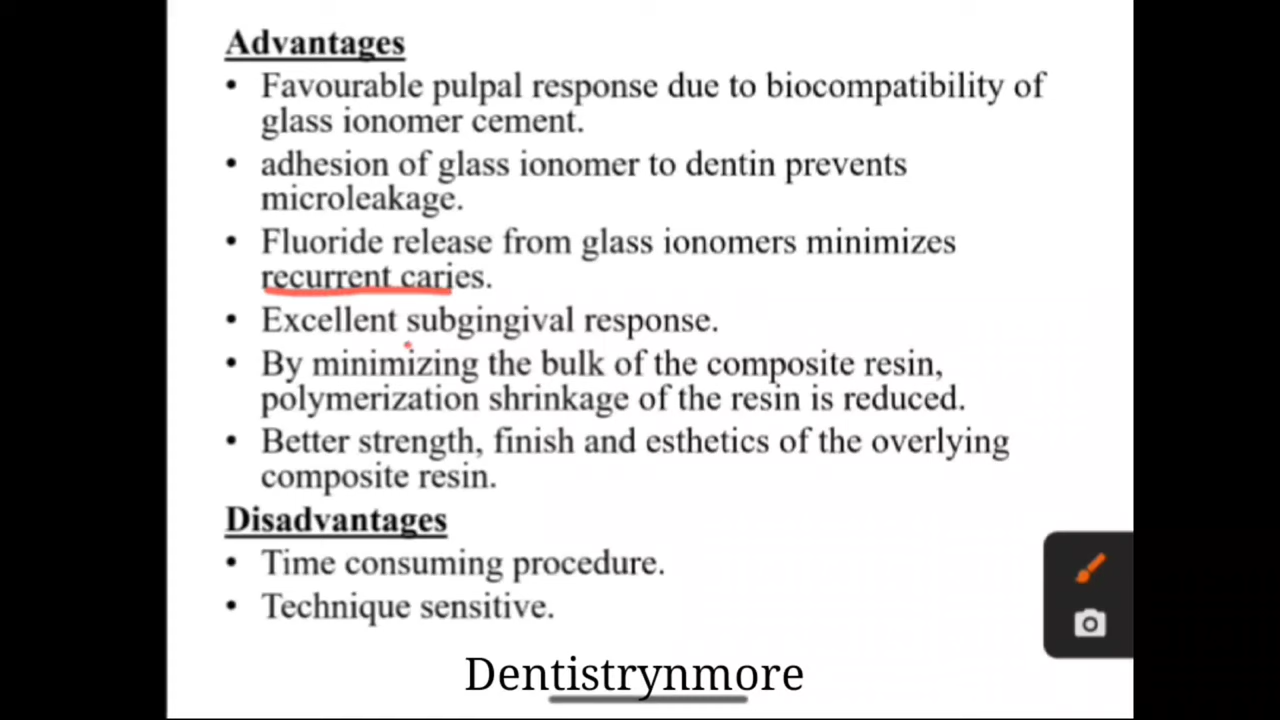 Advantages
• Favourable pulpal response due to biocompatibility of
glass ionomer cement.
• adhesion of glass ionomer to dentin prevents
microleakage.
• Fluoride release from glass ionomers minimizes
recurrent caries.
• Excellent subgingival response.
• By minimizing the bulk of the composite resin,
polymerization shrinkage of the resin is reduced.
• Better strength, finish and esthetics of the overlying
composite resin.
Disadvantages
• Time consuming procedure.
• Technique sensitive.
Dentistrynmore